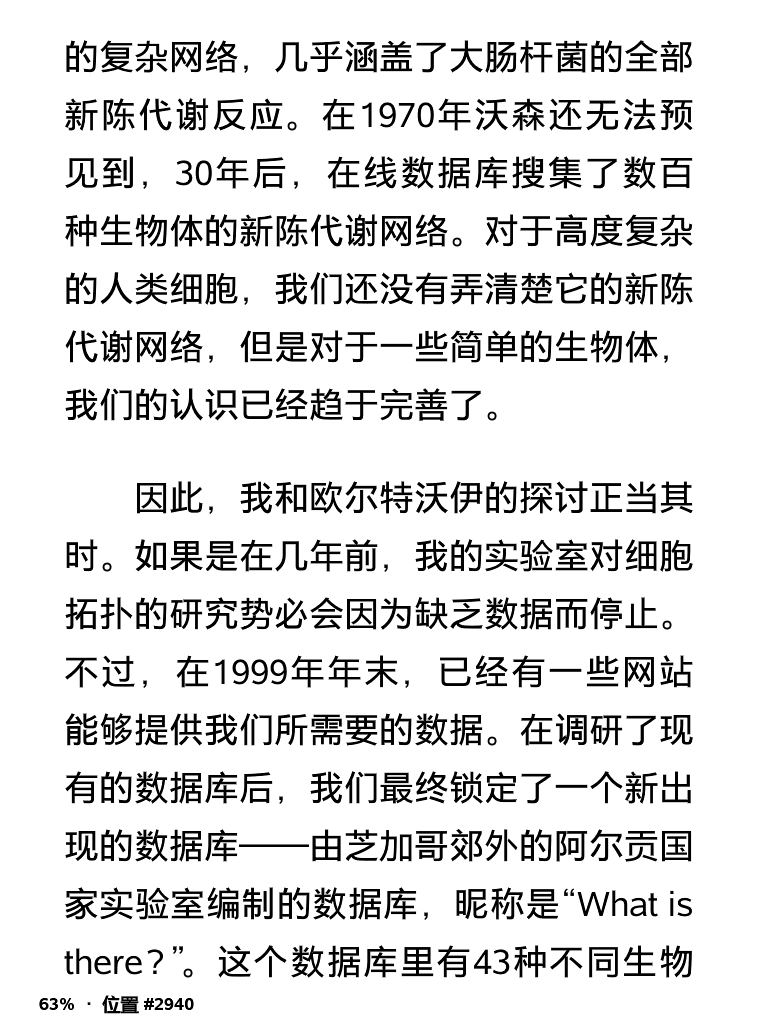 的复杂网络，几乎涵盖了大肠杆菌的全部
新陈代谢反应。在1970年沃森还无法预
见到，30年后，在线数据库搜集了数百
种生物体的新陈代谢网络。对于高度复杂
的人类细胞，我们还没有弄清楚它的新陈
代谢网络，但是对于一些简单的生物体，
我们的认识已经趋于完善了。
因此，我和欧尔特沃伊的探讨正当其
时。如果是在几年前，我的实验室对细胞
拓扑的研究势必会因为缺乏数据而停止。
不过，在1999年年末，已经有一些网站
能够提供我们所需要的数据。在调研了现
有的数据库后，我们最终锁定了一个新出
现的数据库——由芝加哥郊外的阿尔贡国
家实验室编制的数据库，昵称是“What is
there？”。这个数据库里有43种不同生物
63% · 位置 #2940